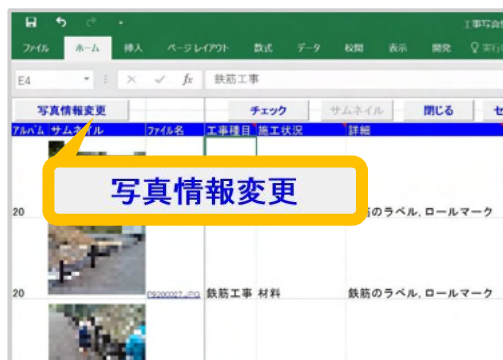 工事写真
ファイル ホーム 挿入 ページレイアウト 数式 データ 校閲 表示 開発
E4 fx 鉄筋工事
写真情報変更 チェック サムネイル 閉じる
アルバム サムネイル ファイル名 工事種目 施工状況 詳細
写真情報変更
20 のラベル,ロールマーク
20 鉄筋工事 材料 鉄筋のラベル,ロールマーク